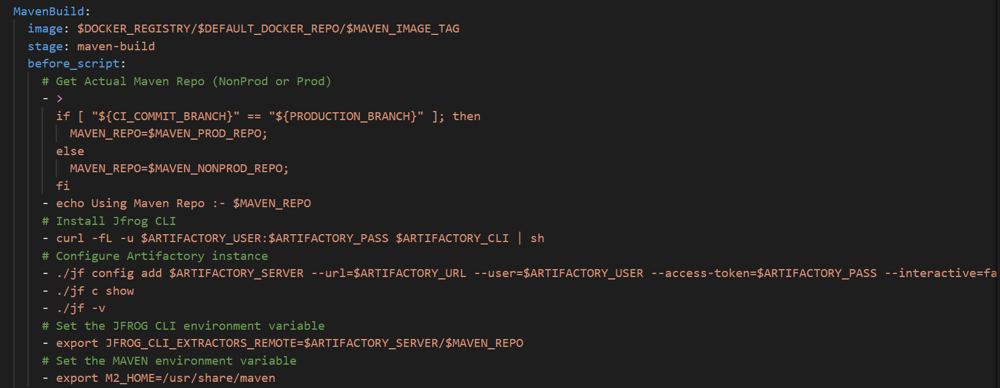 MavenBuild:
image: $DOCKER_REGISTRY/$DEFAULT_DOCKER_REPO/$MAVEN_IMAGE_TAG
stage: maven-build
before_script:
# Get Actual Maven Repo (NonProd or Prod)
- >
if [ "${CI_COMMIT_BRANCH}" == "${PRODUCTION_BRANCH}" ]; then
MAVEN_REPO=$MAVEN_PROD_REPO;
else
MAVEN_REPO=$MAVEN_NONPROD_REPO;
fi
- echo Using Maven Repo :- $MAVEN_REPO
# Install Jfrog CLI
- curl -fL -u $ARTIFACTORY_USER:$ARTIFACTORY_PASS $ARTIFACTORY_CLI | sh
# Configure Artifactory instance
- ./jf config add $ARTIFACTORY_SERVER --url=$ARTIFACTORY_URL --user=$ARTIFACTORY_USER --access-token=$ARTIFACTORY_PASS --interactive=fa
- ./jf c show
- ./jf -v
# Set the JFROG CLI environment variable
- export JFROG_CLI_EXTRACTORS_REMOTE=$ARTIFACTORY_SERVER/$MAVEN_REPO
# Set the MAVEN environment variable
- export M2_HOME=/usr/share/maven